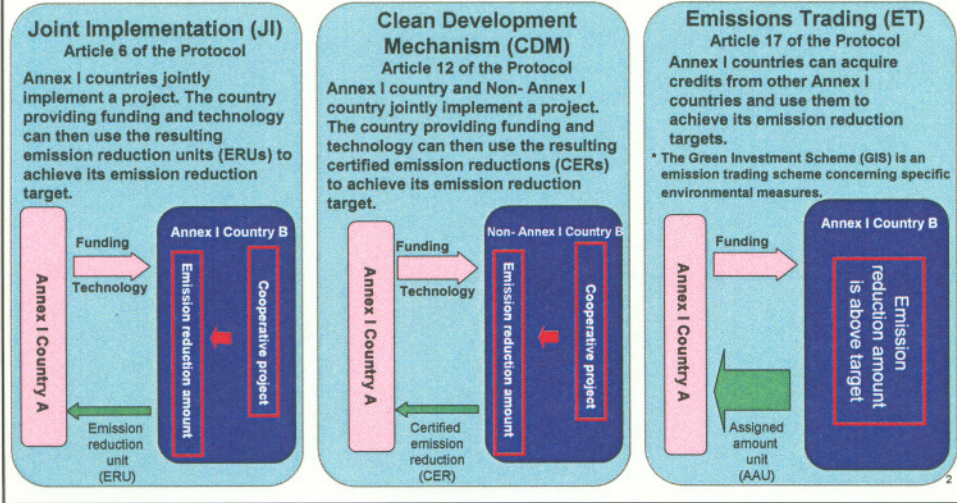 Joint Implementation (JI)
Article 6 of the Protocol
Annex I countries jointly
implement a project. The country
providing funding and technology
can then use the resulting
emission reduction units (ERUs) to
achieve its emission reduction
target.
Annex I Country A
Funding
Technology
Annex I Country B
Emission reduction amount
Cooperative project
Emission
reduction
unit
(ERU)
Clean Development
Mechanism (CDM)
Article 12 of the Protocol
Annex I country and Non- Annex I
country jointly implement a project.
The country providing funding and
technology can then use the resulting
certified emission reductions (CERs)
to achieve its emission reduction
target.
Annex I Country A
Funding
Technology
Non- Annex I Country B
Emission reduction amount
Cooperative project
Certified
emission
reduction
(CER)
Emissions Trading (ET)
Article 17 of the Protocol
Annex I countries can acquire
credits from other Annex I
countries and use them to
achieve its emission reduction
targets.
* The Green Investment Scheme (GIS) is an
emission trading scheme concerning specific
environmental measures.
Annex I Country A
Funding
Annex I Country B
Emission
reduction amount
is above target
Assigned
amount
unit
(AAU)
2